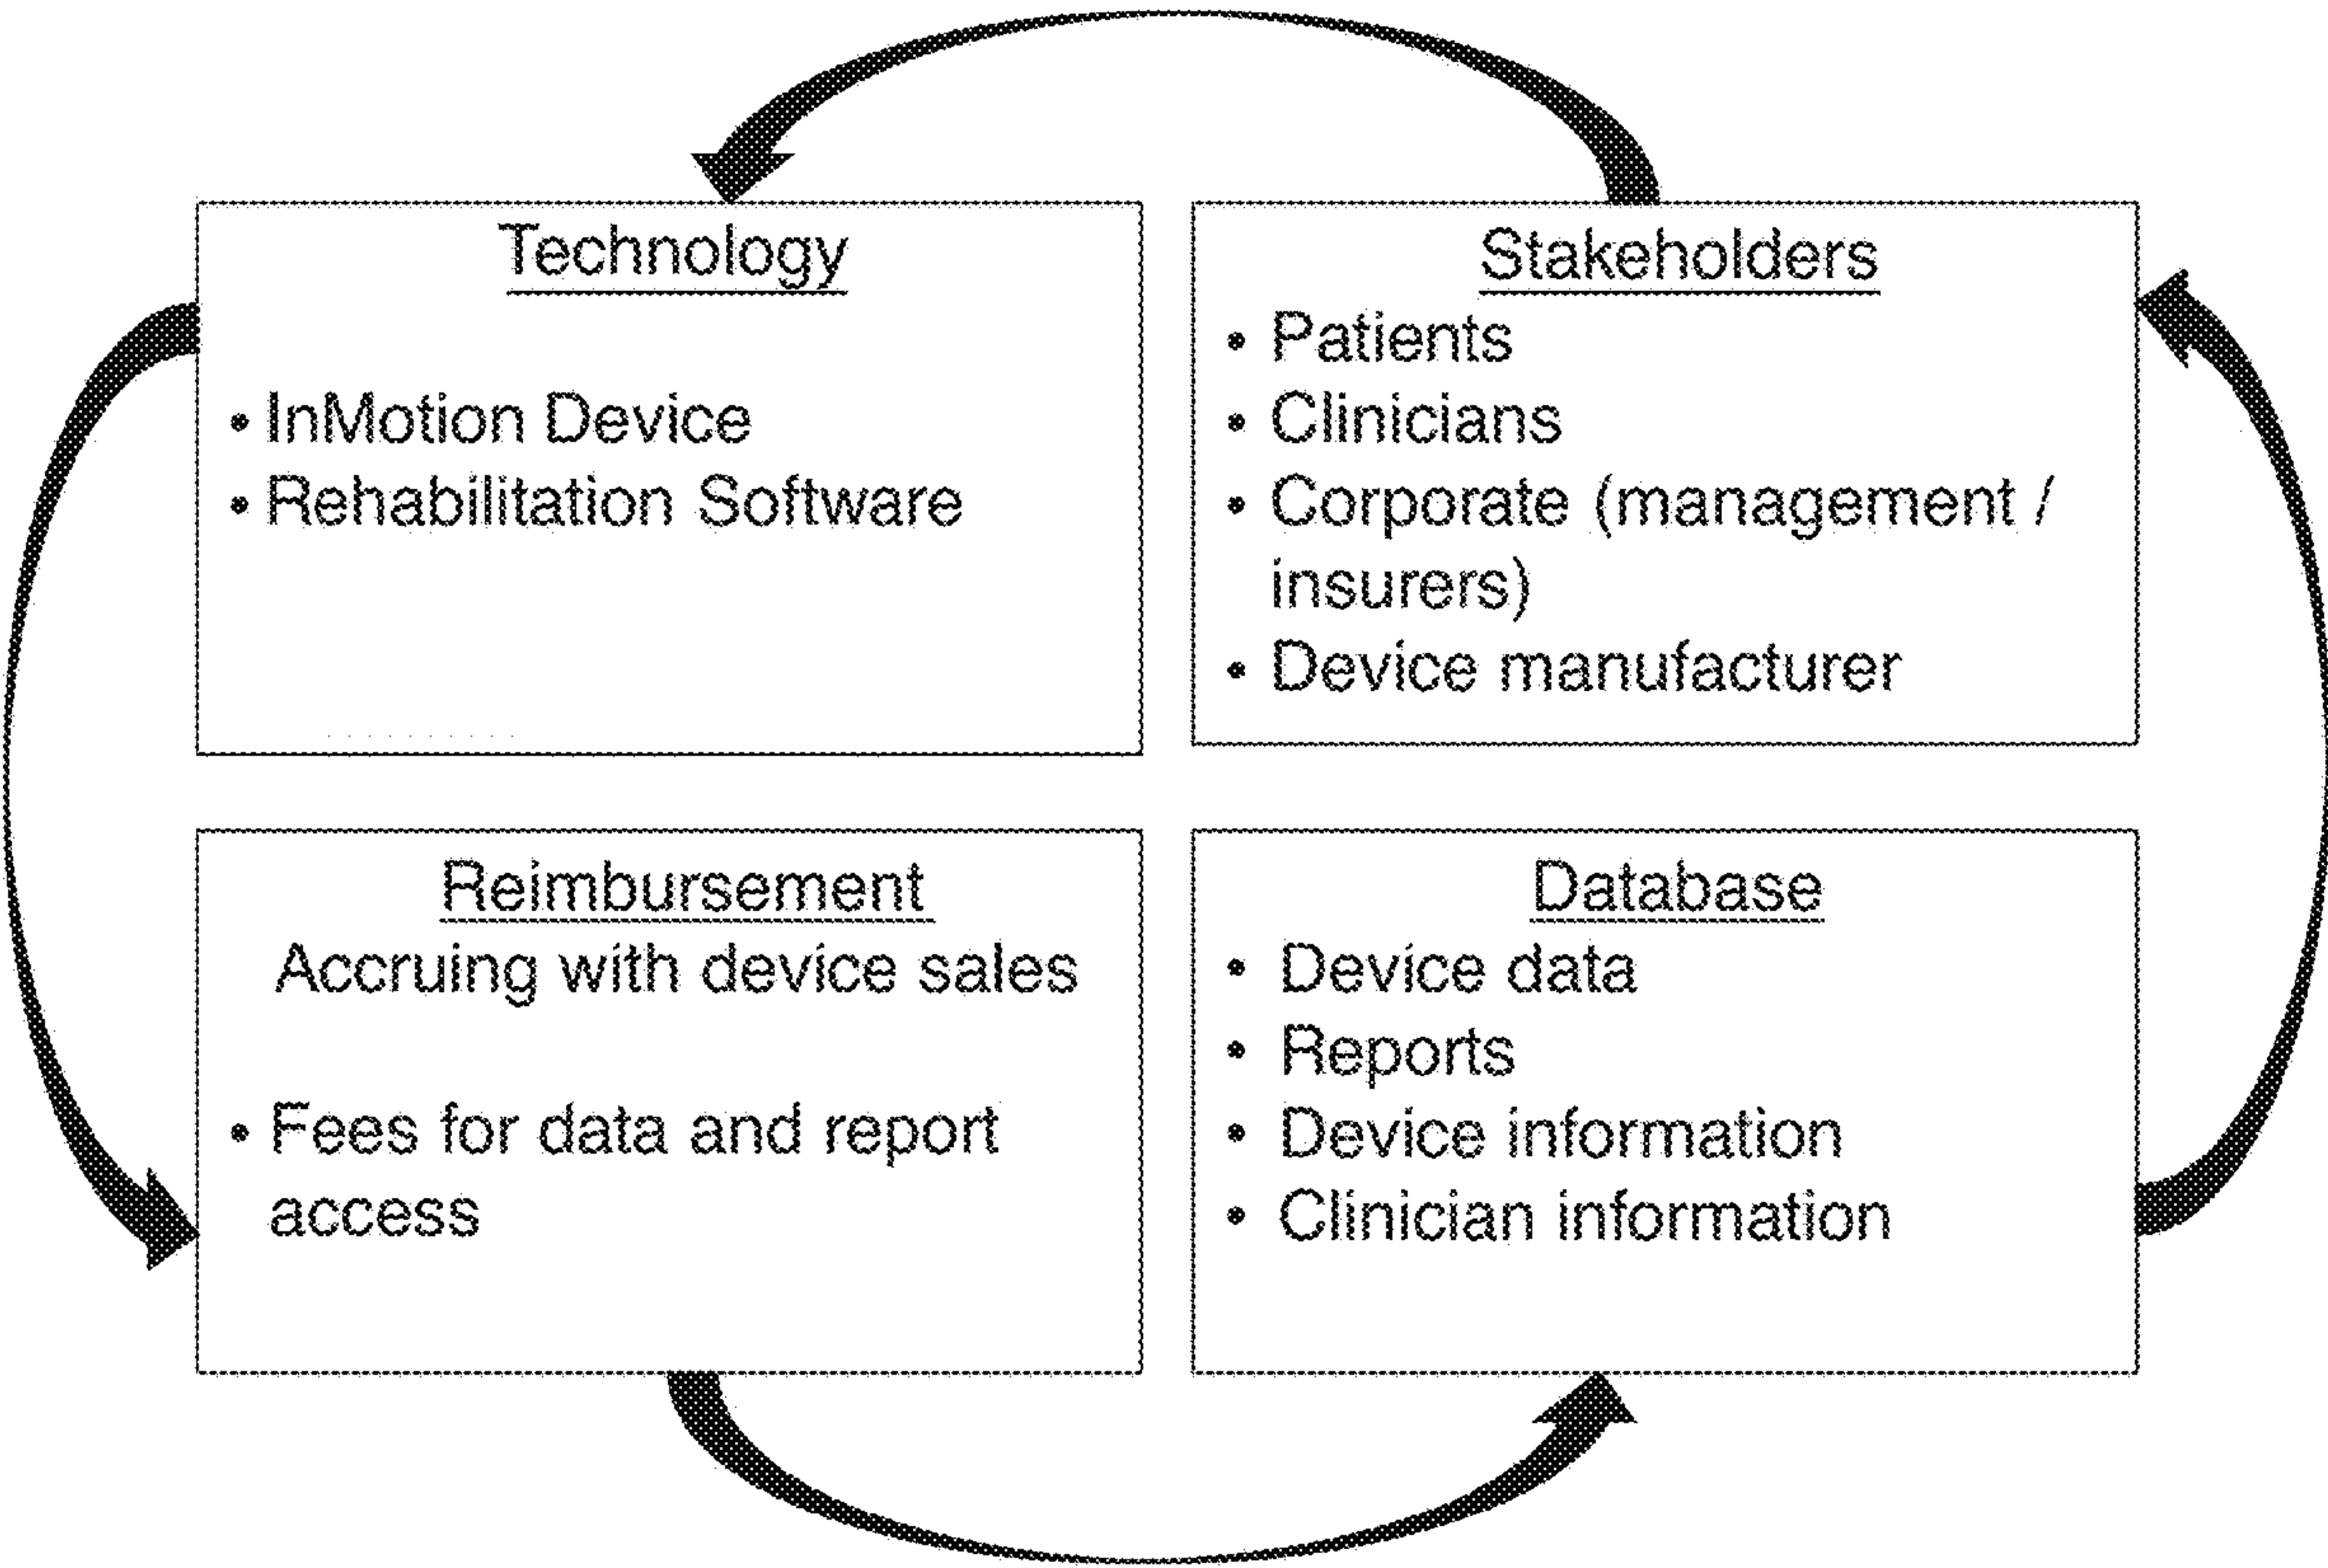 Technology
• InMotion Device
• Rehabilitation Software
Stakeholders
• Patients
• Clinicians
• Corporate (management /
insurers)
• Device manufacturer
Reimbursement
Accruing with device sales
• Fees for data and report
access
Database
• Device data
• Reports
• Device information
• Clinician information